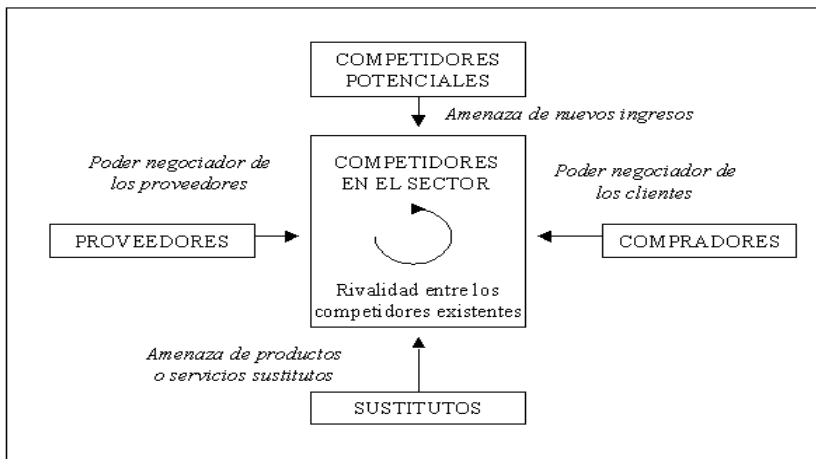 COMPETIDORES
POTENCIALES
Amenaza de nuevos ingresos
Poder negociador de
los proveedores
COMPETIDORES
EN EL SECTOR
Poder negociador de
los clientes
PROVEEDORES
COMPRADORES
Rivalidad entre los
competidores existentes
Amenaza de productos
o servicios sustitutos
SUSTITUTOS